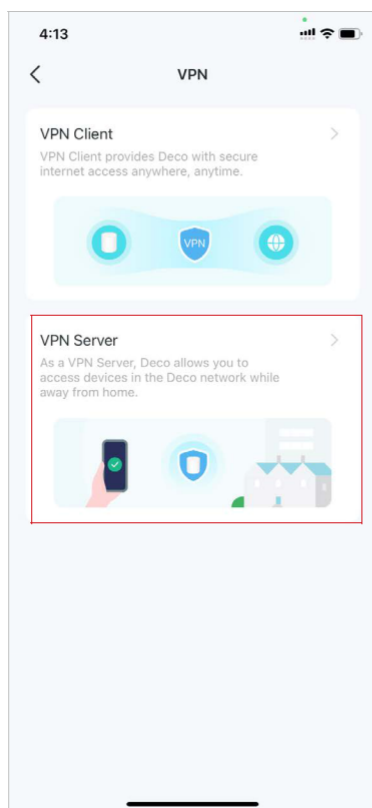 4:13
VPN
VPN Client
VPN Client provides Deco with secure
internet access anywhere, anytime.
VPN
VPN Server
As a VPN Server, Deco allows you to
access devices in the Deco network while
away from home.